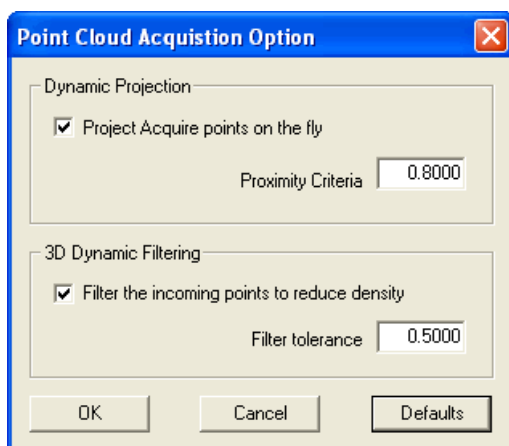 Point Cloud Acquistion Option
Dynamic Projection
Project Acquire points on the fly
Proximity Criteria 0.8000
3D Dynamic Filtering
Filter the incoming points to reduce density
Filter tolerance 0.5000
OK Cancel Defaults